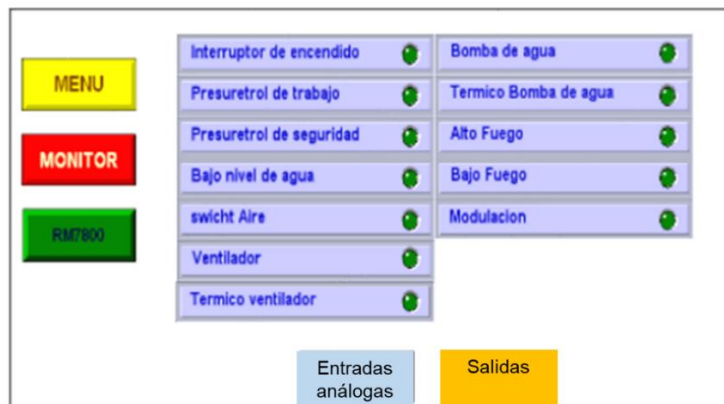 MENU
MONITOR
RM7800
Interruptor de encendido
Presuretrol de trabajo
Presuretrol de seguridad
Bajo nivel de agua
swicht Aire
Ventilador
Termico ventilador
Bomba de agua
Termico Bomba de agua
Alto Fuego
Bajo Fuego
Modulacion
Entradas
análogas
Salidas